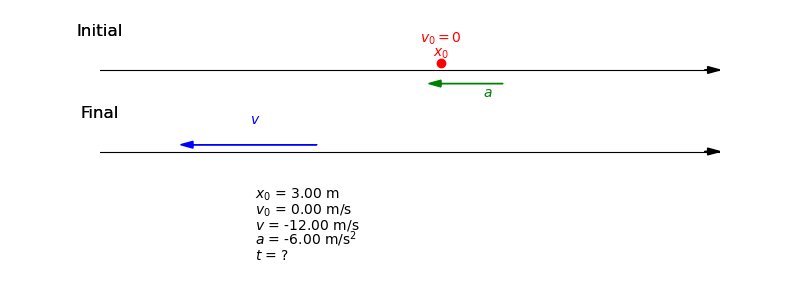 Initial
v₀ = 0
x₀
a
Final
v
x₀ = 3.00 m
v₀ = 0.00 m/s
v = -12.00 m/s
a = -6.00 m/s²
t = ?